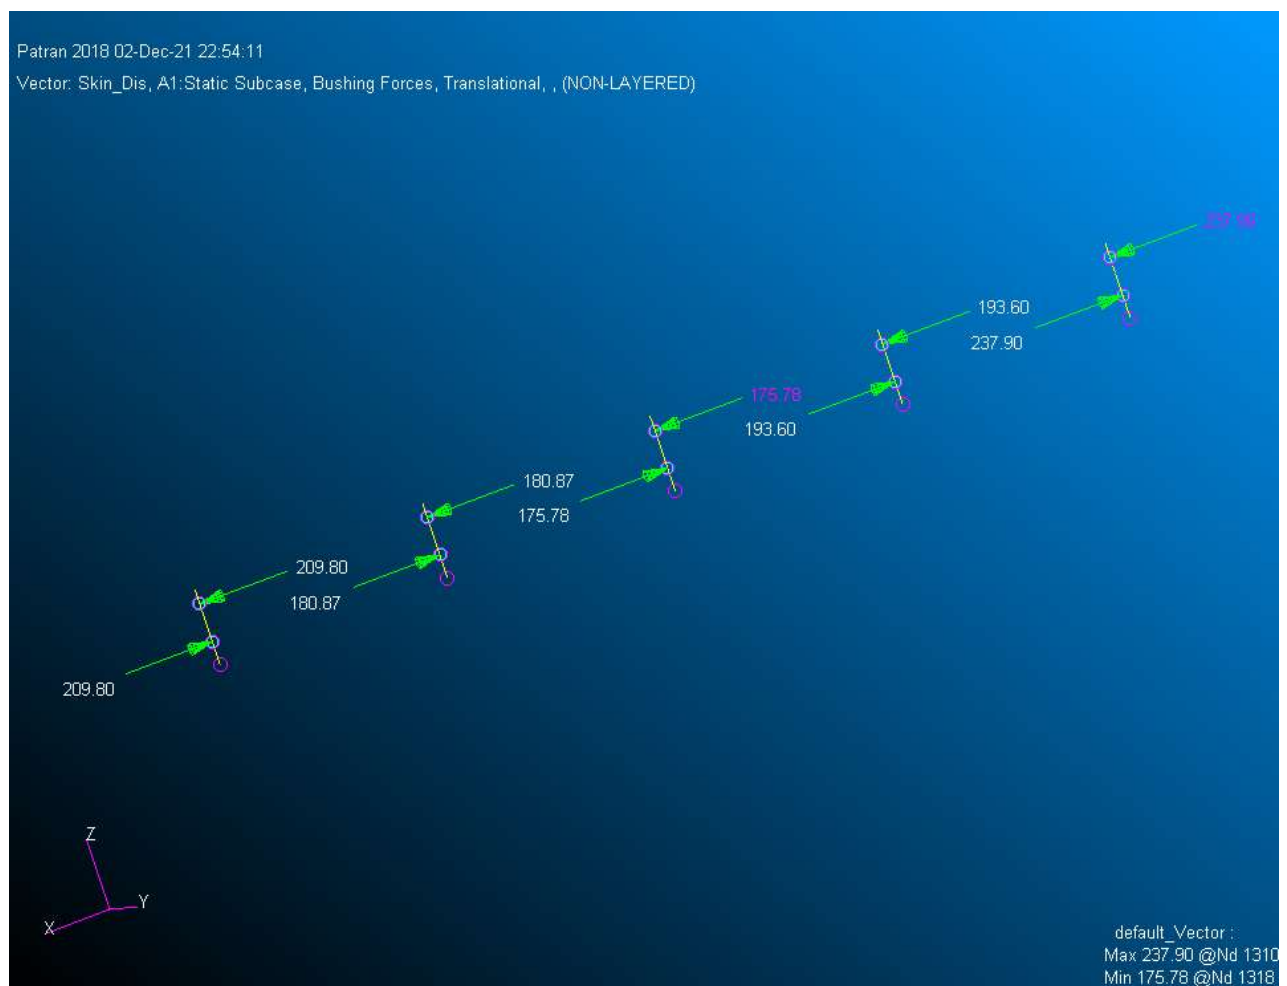 Patran 2018 02-Dec-21 22:54:11
Vector: Skin_Dis, A1:Static Subcase, Bushing Forces, Translational, , (NON-LAYERED)
237.90
193.60
237.90
175.78
193.60
180.87
175.78
209.80
180.87
209.80
Z
Y
X
default_Vector :
Max 237.90 @Nd 1310
Min 175.78 @Nd 1318